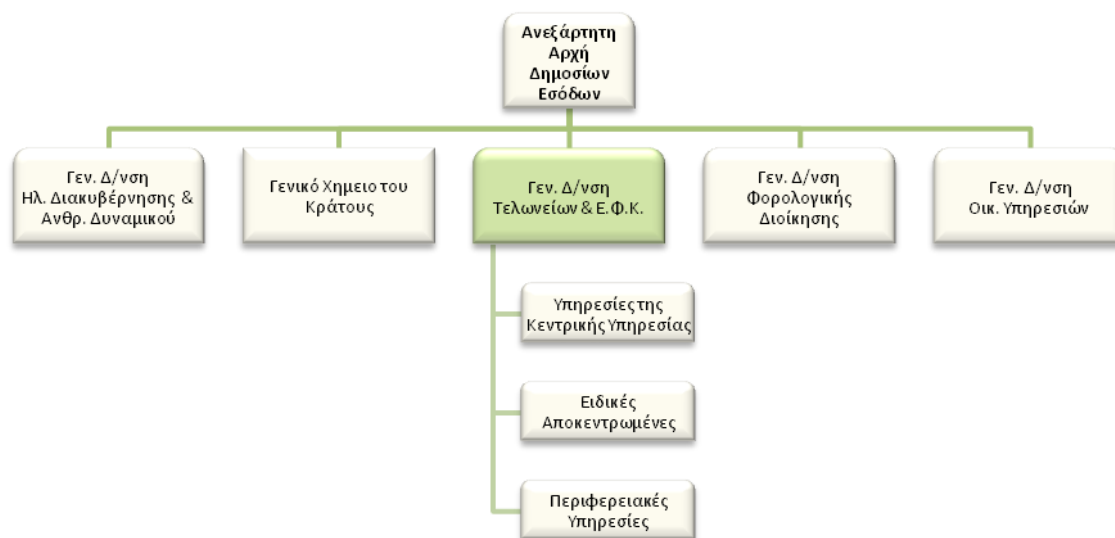 Ανεξάρτητη
Αρχή
Δημοσίων
Εσόδων
Γεν. Δ/νση
Ηλ. Διακυβέρνησης &
Ανθρ. Δυναμικού
Γενικό Χημειο του
Κράτους
Γεν. Δ/νση
Τελωνείων & Ε.Φ.Κ.
Γεν. Δ/νση
Φορολογικής
Διοίκησης
Γεν. Δ/νση
Οικ. Υπηρεσιών
Υπηρεσίες της
Κεντρικής Υπηρεσίας
Ειδικές
Αποκεντρωμένες
Περιφερειακές
Υπηρεσίες